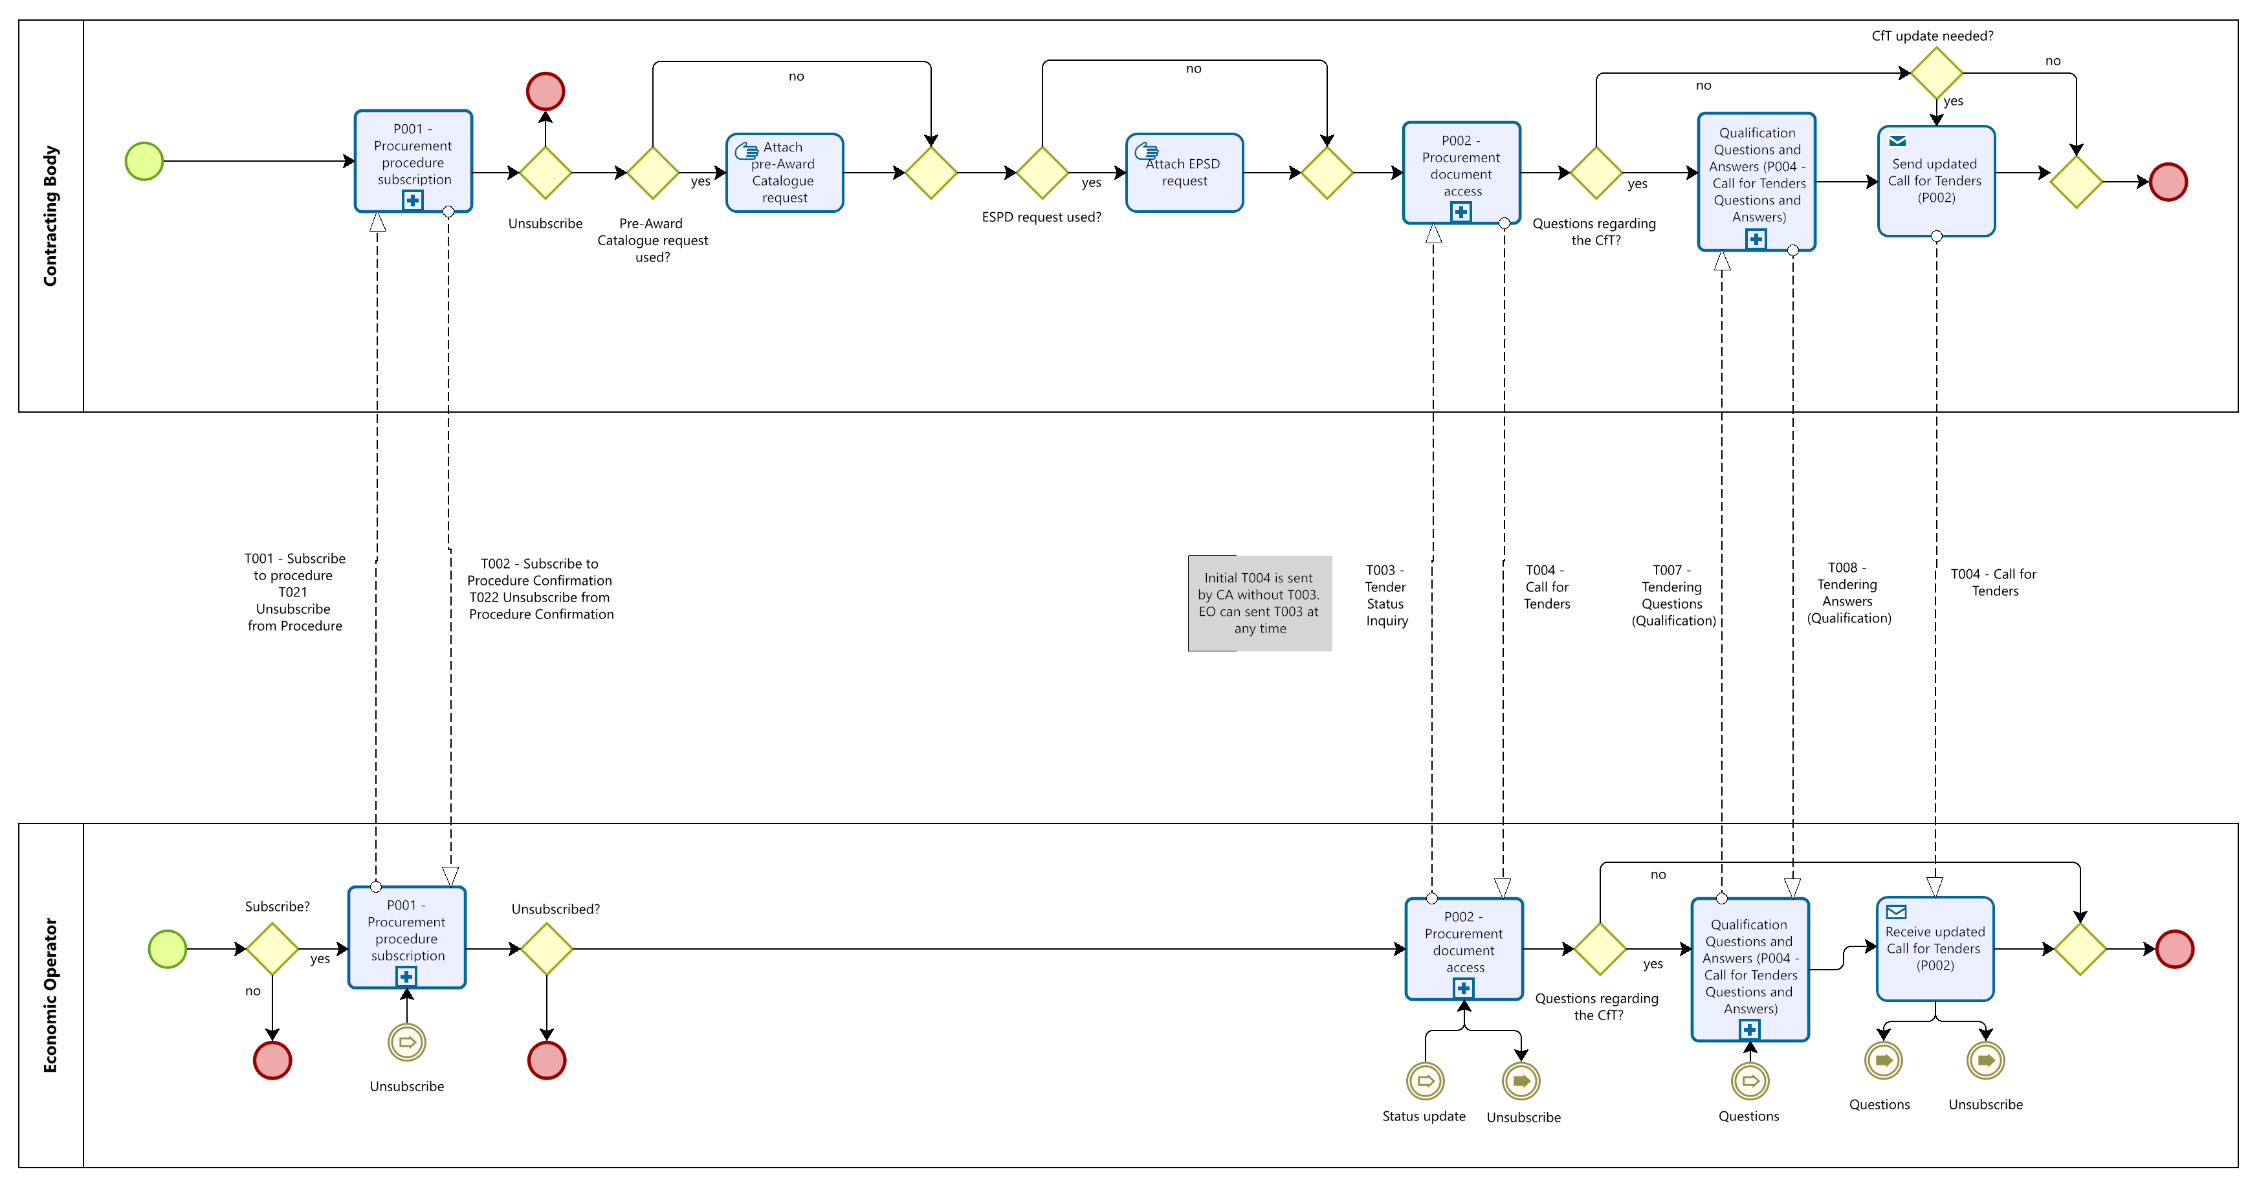 Contracting Body
CfT update needed?
no
no
no
no
yes
P001 -
Procurement
procedure
subscription
Unsubscribe
Pre-Award
Catalogue request
used?
yes
Attach
pre-Award
Catalogue
request
ESPD request used?
yes
Attach EPSD
request
P002 -
Procurement
document
access
Questions regarding
the CfT?
yes
Qualification
Questions and
Answers (P004 -
Call for Tenders
Questions and
Answers)
Send updated
Call for Tenders
(P002)
T001 - Subscribe
to procedure
T021
Unsubscribe
from Procedure
T002 - Subscribe to
Procedure Confirmation
T022 Unsubscribe from
Procedure Confirmation
Initial T004 is sent
by CA without T003.
EO can sent T003 at
any time
T003 -
Tender
Status
Inquiry
T004 -
Call for
Tenders
T007 -
Tendering
Questions
(Qualification)
T008 -
Tendering
Answers
(Qualification)
T004 - Call for
Tenders
Economic Operator
Subscribe?
yes
no
P001 -
Procurement
procedure
subscription
Unsubscribe
Unsubscribed?
P002 -
Procurement
document
access
Status update
Unsubscribe
Questions regarding
the CfT?
no
yes
Qualification
Questions and
Answers (P004 -
Call for Tenders
Questions and
Answers)
Questions
Receive updated
Call for Tenders
(P002)
Questions
Unsubscribe